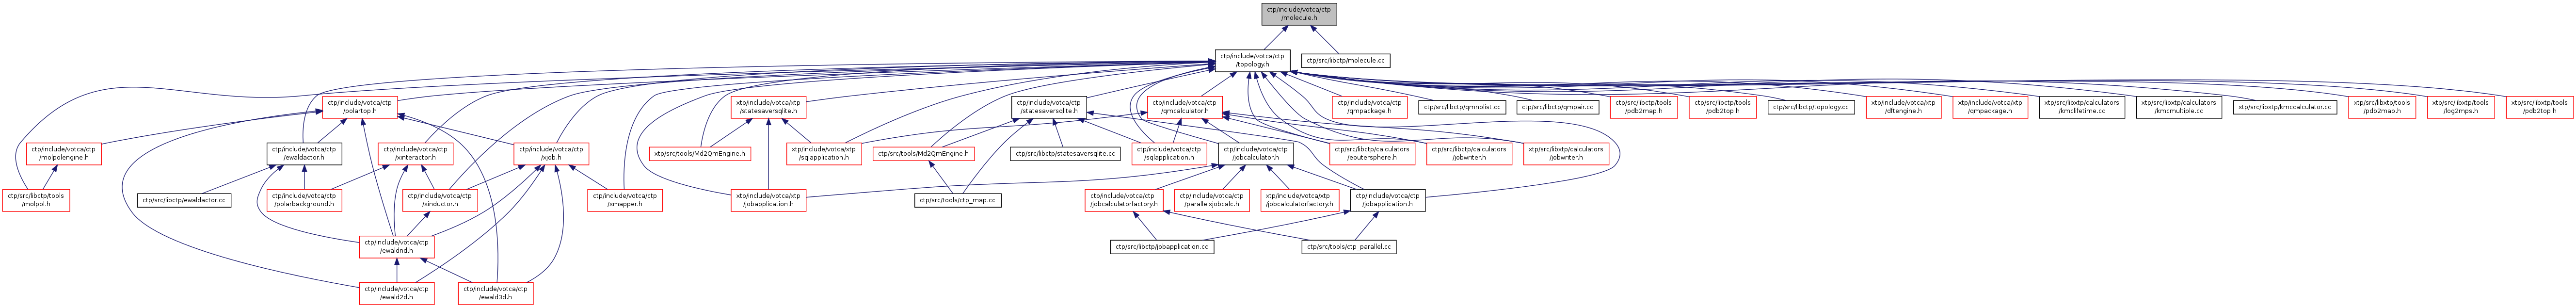 ctp/include/votca/ctp
/molecule.h
ctp/include/votca/ctp
/topology.h
ctp/src/libctp/molecule.cc
ctp/include/votca/ctp
/polartop.h
xtp/include/votca/xtp
/statesaversqlite.h
ctp/include/votca/ctp
/statesaversqlite.h
ctp/include/votca/ctp
/qmcalculator.h
ctp/include/votca/ctp
/qmpackage.h
ctp/src/libctp/qmnblist.cc
ctp/src/libctp/qmpair.cc
ctp/src/libctp/tools
/pdb2map.h
ctp/src/libctp/tools
/pdb2top.h
ctp/src/libctp/topology.cc
xtp/include/votca/xtp
/dftengine.h
xtp/include/votca/xtp
/qmpackage.h
xtp/src/libxtp/calculators
/kmclifetime.cc
xtp/src/libxtp/calculators
/kmcmultiple.cc
xtp/src/libxtp/kmccalculator.cc
xtp/src/libxtp/tools
/pdb2map.h
xtp/src/libxtp/tools
/log2mps.h
xtp/src/libxtp/tools
/pdb2top.h
ctp/include/votca/ctp
/molpolengine.h
ctp/include/votca/ctp
/ewaldactor.h
ctp/include/votca/ctp
/xinteractor.h
ctp/include/votca/ctp
/xjob.h
xtp/src/tools/Md2QmEngine.h
xtp/include/votca/xtp
/sqlapplication.h
ctp/src/tools/Md2QmEngine.h
ctp/src/libctp/statesaversqlite.cc
ctp/include/votca/ctp
/sqlapplication.h
ctp/include/votca/ctp
/jobcalculator.h
ctp/src/libctp/calculators
/eoutersphere.h
ctp/src/libctp/calculators
/jobwriter.h
xtp/src/libxtp/calculators
/jobwriter.h
ctp/src/libctp/tools
/molpol.h
ctp/src/libctp/ewaldactor.cc
ctp/include/votca/ctp
/polarbackground.h
ctp/include/votca/ctp
/xinductor.h
ctp/include/votca/ctp
/xmapper.h
xtp/include/votca/xtp
/jobapplication.h
ctp/src/tools/ctp_map.cc
ctp/include/votca/ctp
/jobcalculatorfactory.h
ctp/include/votca/ctp
/parallelxjobcalc.h
xtp/include/votca/xtp
/jobcalculatorfactory.h
ctp/include/votca/ctp
/jobapplication.h
ctp/include/votca/ctp
/ewaldnd.h
ctp/src/libctp/jobapplication.cc
ctp/src/tools/ctp_parallel.cc
ctp/include/votca/ctp
/ewald2d.h
ctp/include/votca/ctp
/ewald3d.h